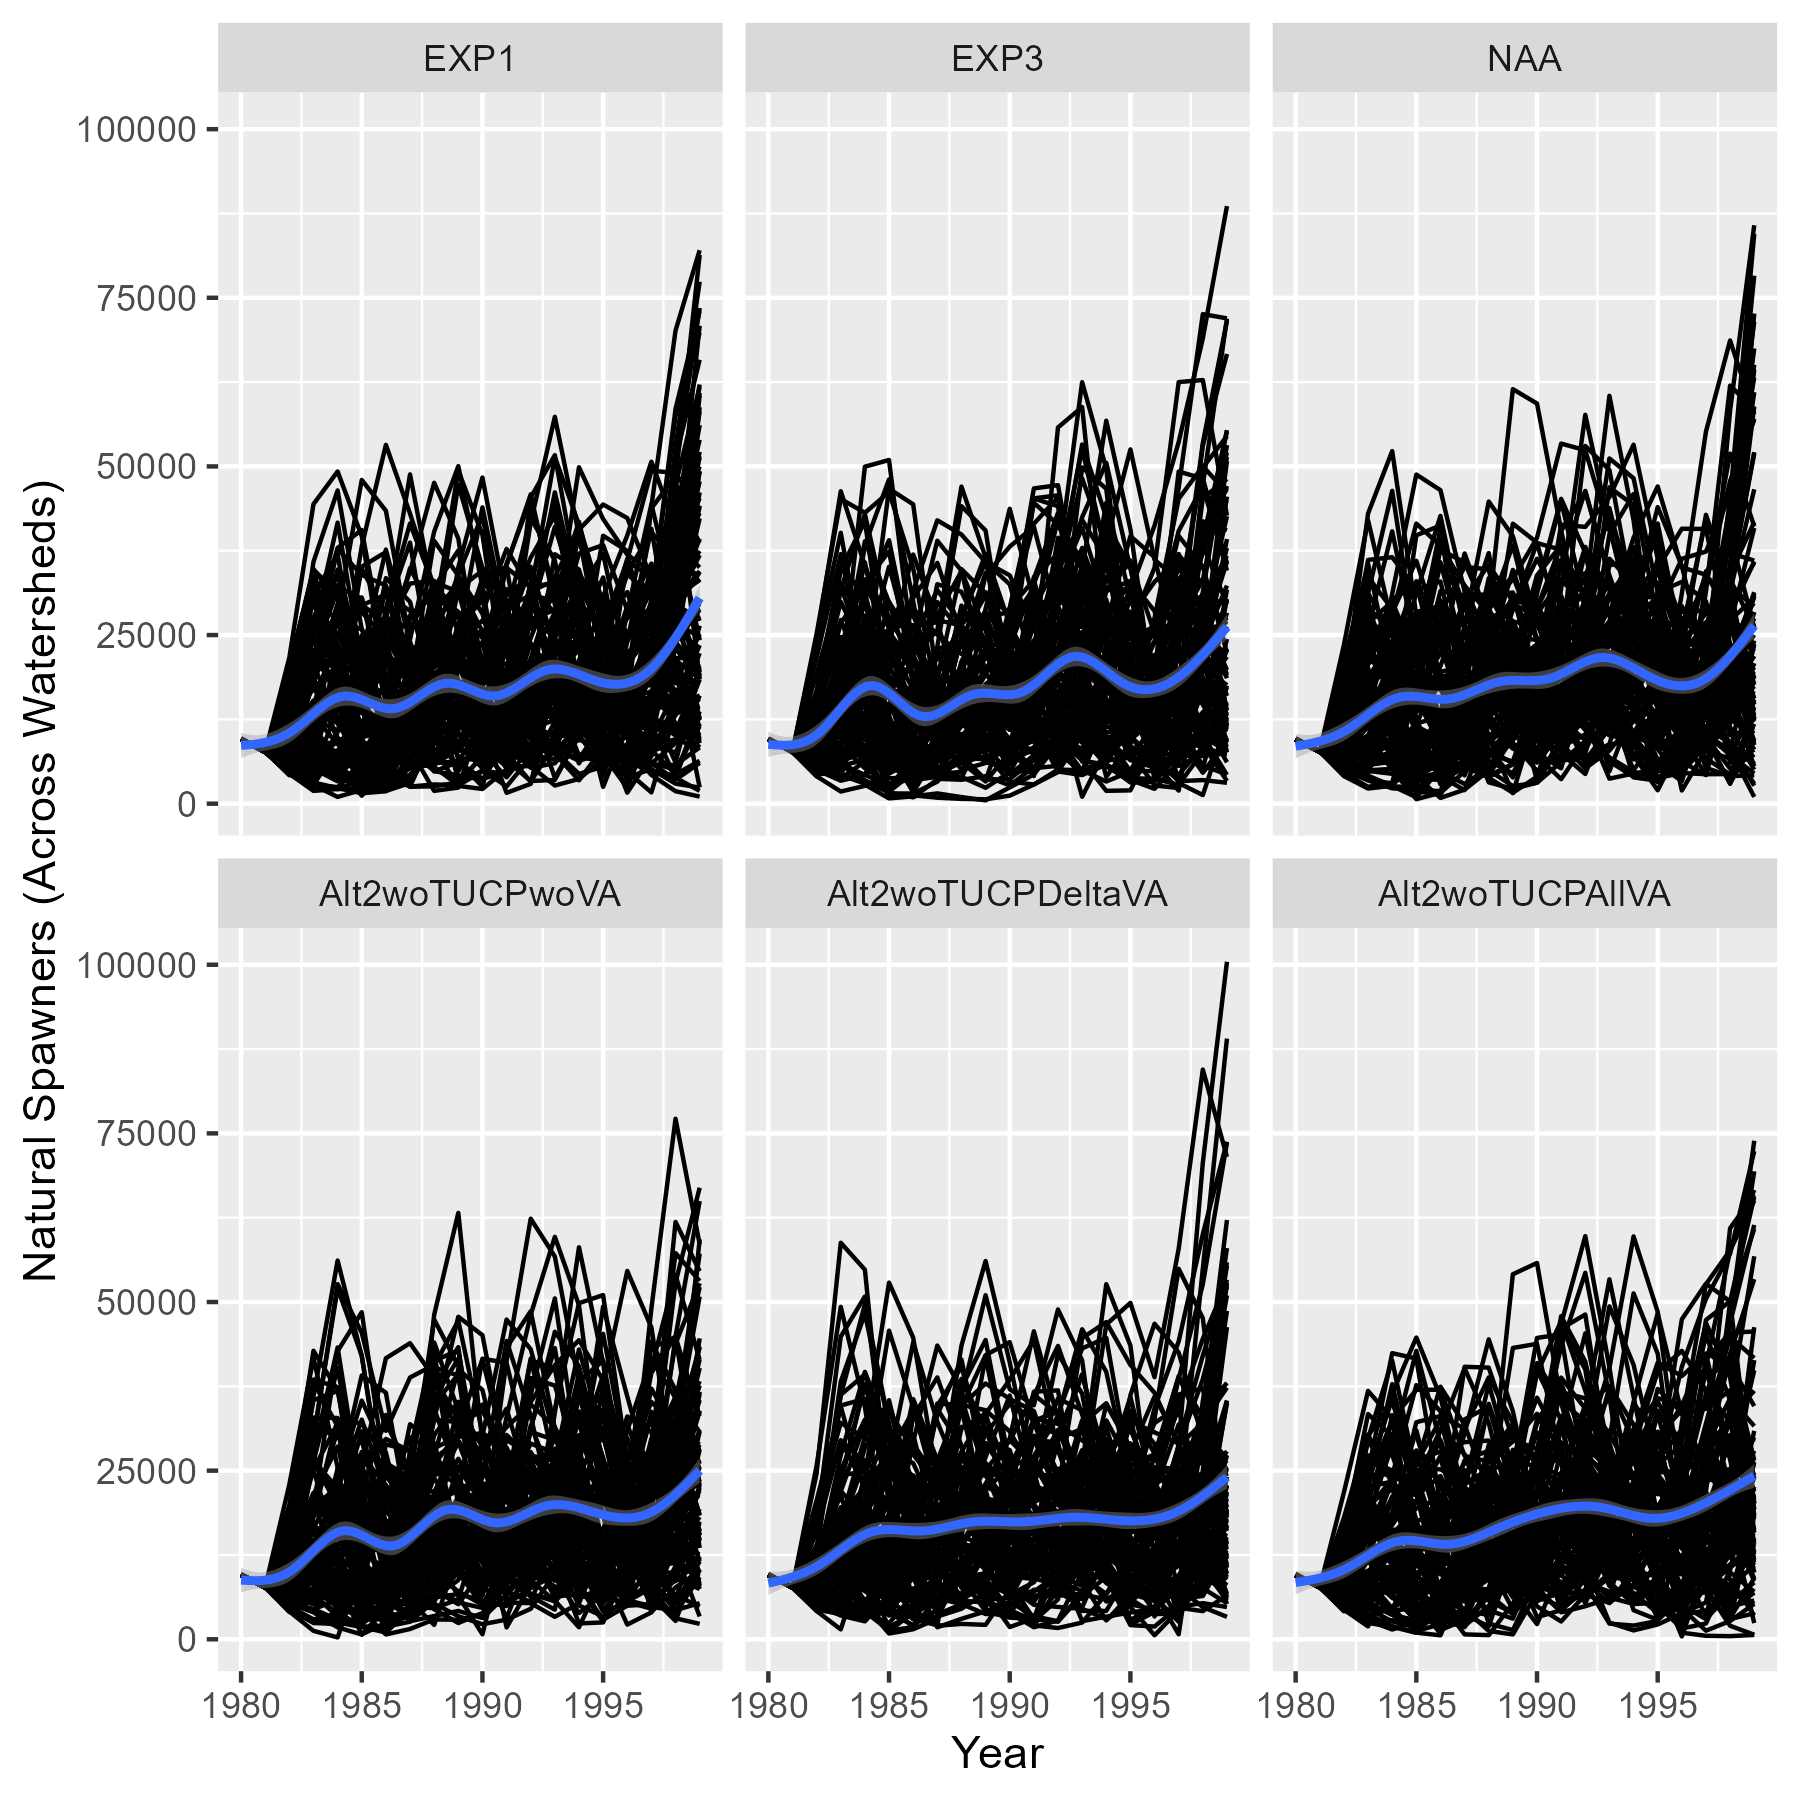 EXP1
EXP3
NAA
100000
75000
50000
25000
0
Alt2woTUCPwoVA
Alt2woTUCPDeltaVA
Alt2woTUCPAllVA
100000
75000
50000
25000
0
1980 1985 1990 1995
1980 1985 1990 1995
1980 1985 1990 1995
Year
Natural Spawners (Across Watersheds)